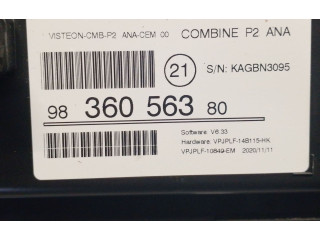 VISTEON-CMB-P2 ANA-CEM 00 COMBINE P2 ANA
21 S/N: KAGBN3095
98 360 563 80
Software: V6.33
Hardware: VPJPLF-14B115-HK
VPJPLF-10849-EM 2020/11/11